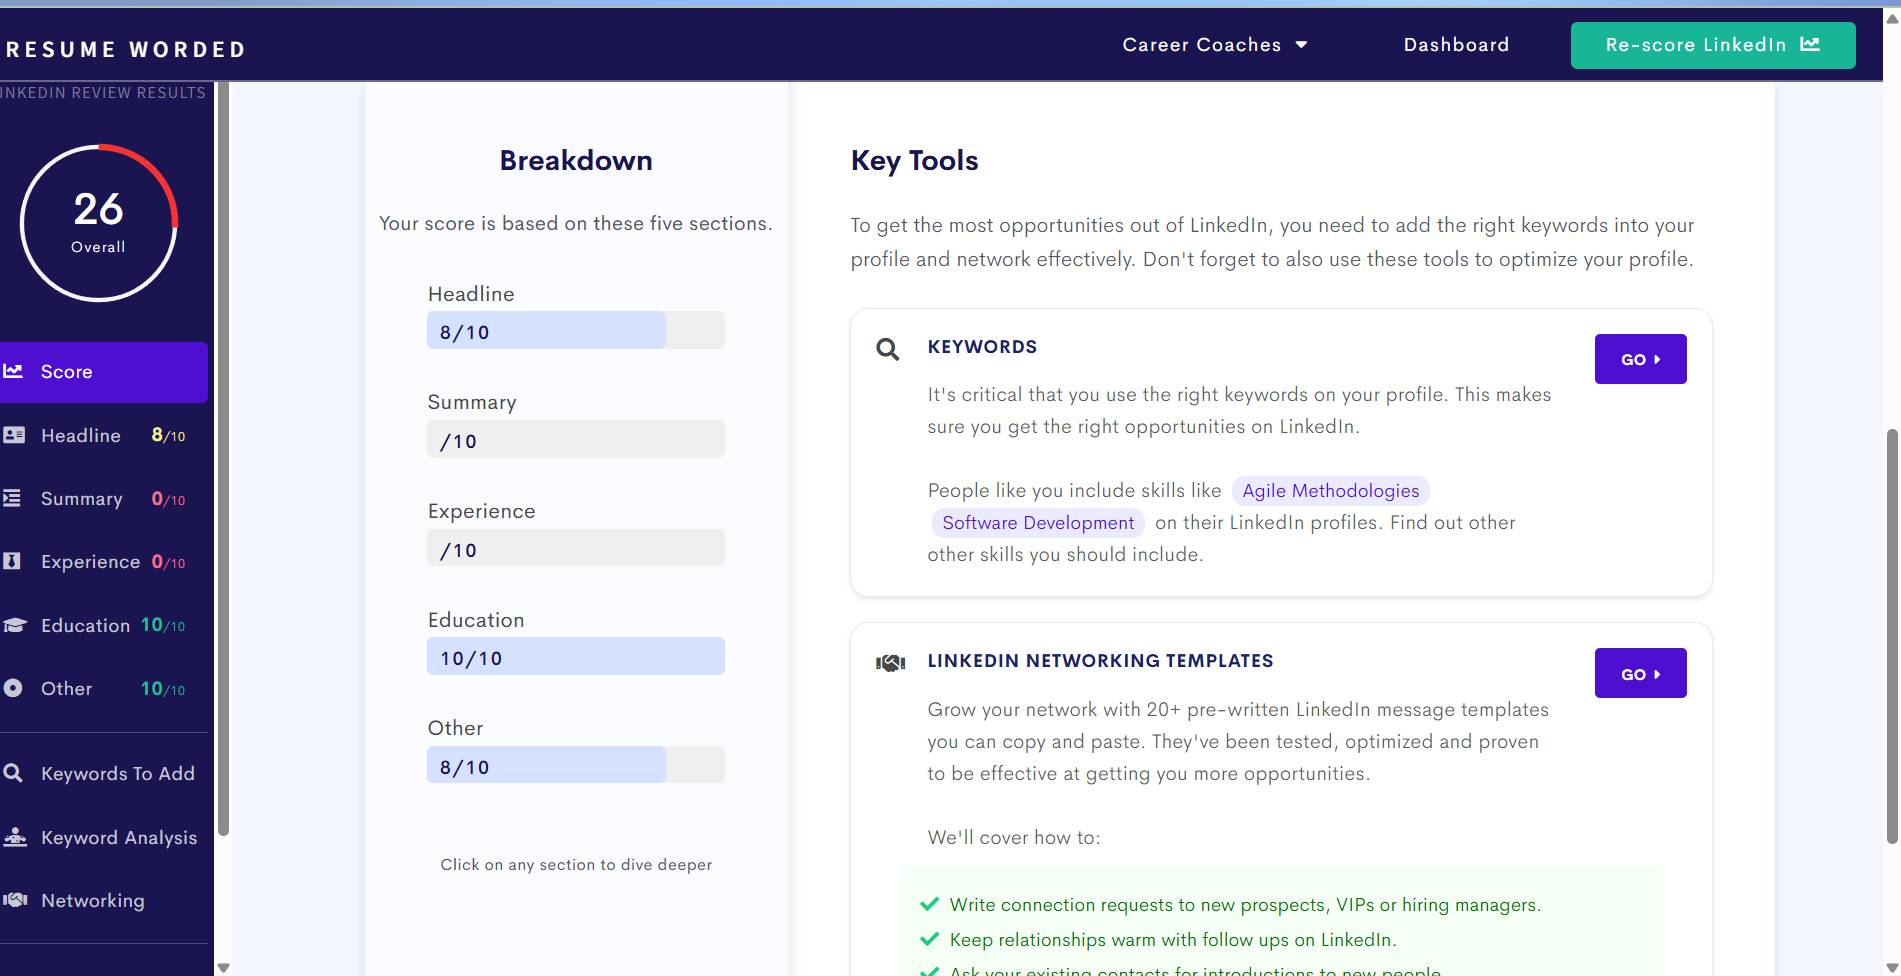 RESUME WORDED
Career Coaches
Dashboard
Re-score LinkedIn
INKEDIN REVIEW RESULTS
26
Overall
Score
Headline 8/10
Summary 0/10
Experience 0/10
Education 10/10
Other 10/10
Keywords To Add
Keyword Analysis
Networking
Breakdown
Your score is based on these five sections.
Headline
8/10
Summary
/10
Experience
/10
Education
10/10
Other
8/10
Click on any section to dive deeper
Key Tools
To get the most opportunities out of LinkedIn, you need to add the right keywords into your
profile and network effectively. Don't forget to also use these tools to optimize your profile.
KEYWORDS
GO
It's critical that you use the right keywords on your profile. This makes
sure you get the right opportunities on LinkedIn.
People like you include skills like Agile Methodologies
Software Development on their LinkedIn profiles. Find out other
other skills you should include.
LINKEDIN NETWORKING TEMPLATES
GO
Grow your network with 20+ pre-written LinkedIn message templates
you can copy and paste. They've been tested, optimized and proven
to be effective at getting you more opportunities.
We'll cover how to:
Write connection requests to new prospects, VIPs or hiring managers.
Keep relationships warm with follow ups on LinkedIn.
Ask your existing contacts for introductions to new people